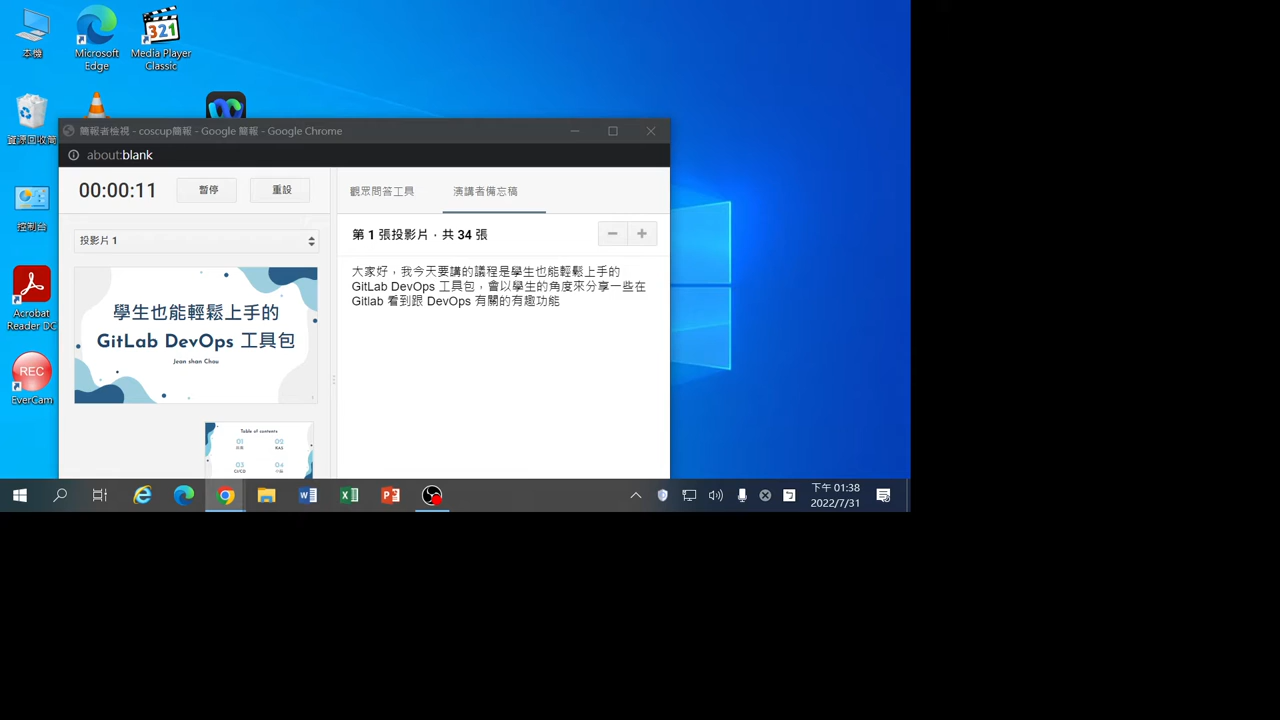 本機
Microsoft Edge
321
Media Player Classic
資源回收筒
控制台
Acrobat Reader DC
REC
EverCam
簡報者檢視 - coscup簡報 - Google 簡報 - Google Chrome
about:blank
00:00:11
暫停
重設
觀眾問答工具
演講者備忘稿
投影片 1
第 1 張投影片，共 34 張
大家好，我今天要講的議程是學生也能輕鬆上手的
GitLab DevOps 工具包，會以學生的角度來分享一些在
Gitlab 看到跟 DevOps 有關的有趣功能
學生也能輕鬆上手的
GitLab DevOps 工具包
Jean shan Chou
Table of contents
01
02
03
04
CI/CD
下午 01:38
2022/7/31